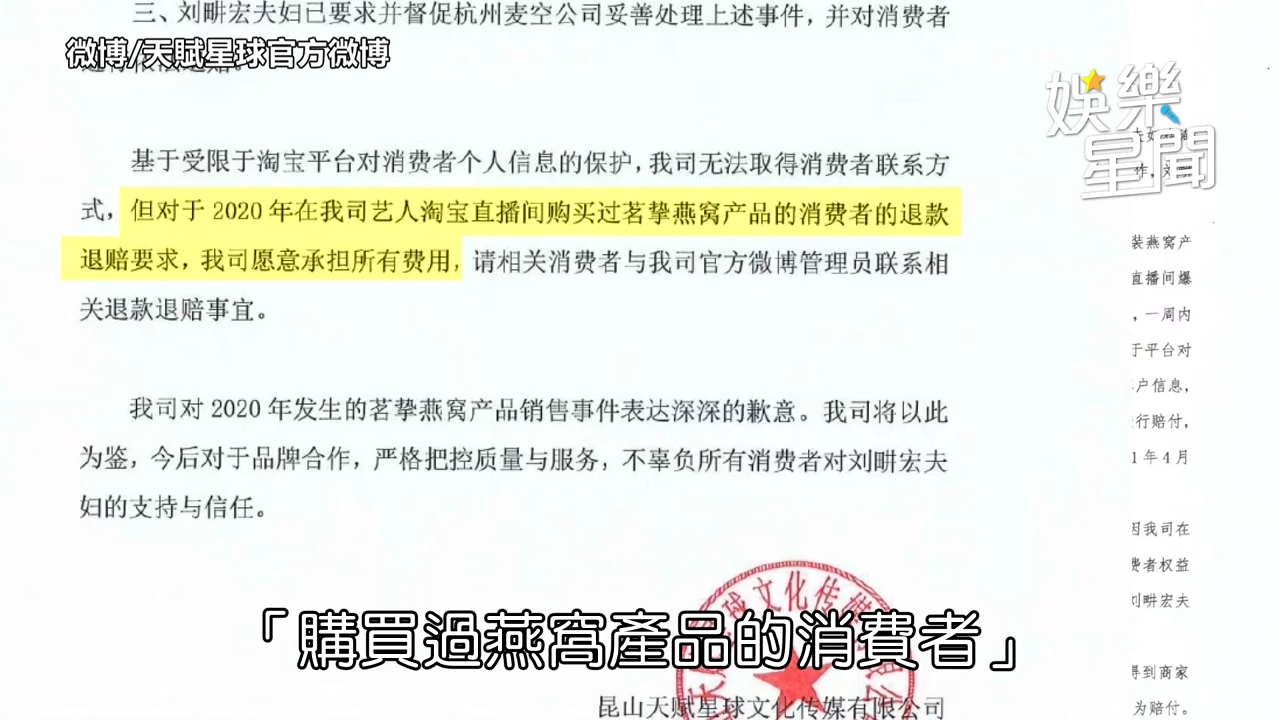 三、刘畊宏夫妇已要求并督促杭州麦空公司妥善处理上述事件，并对消费者
微博/天賦星球官方微博
娛樂
星聞
基于受限于淘宝平台对消费者个人信息的保护，我司无法取得消费者联系方
式，但对于 2020 年在我司艺人淘宝直播间购买过茗挚燕窝产品的消费者的退款
退赔要求，我司愿意承担所有费用，请相关消费者与我司官方微博管理员联系相
关退款退赔事宜。
我司对 2020 年发生的茗挚燕窝产品销售事件表达深深的歉意。我司将以此
为鉴，今后对于品牌合作，严格把控质量与服务，不辜负所有消费者对刘畊宏夫
妇的支持与信任。
装燕窝产
直播间爆
，一周内
于平台对
户信息，
行赔付，
1 年 4 月
因我司在
费者权益
刘畊宏夫
得到商家
为赔付。
「購買過燕窩產品的消費者」
昆山天赋星球文化传媒有限公司